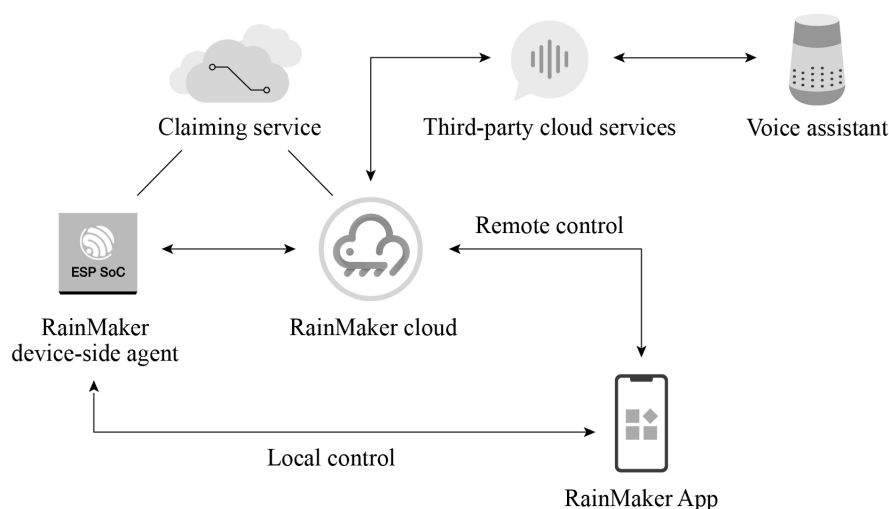 Claiming service
Third-party cloud services
Voice assistant
Remote control
ESP SoC
RainMaker
device-side agent
RainMaker cloud
Local control
RainMaker App